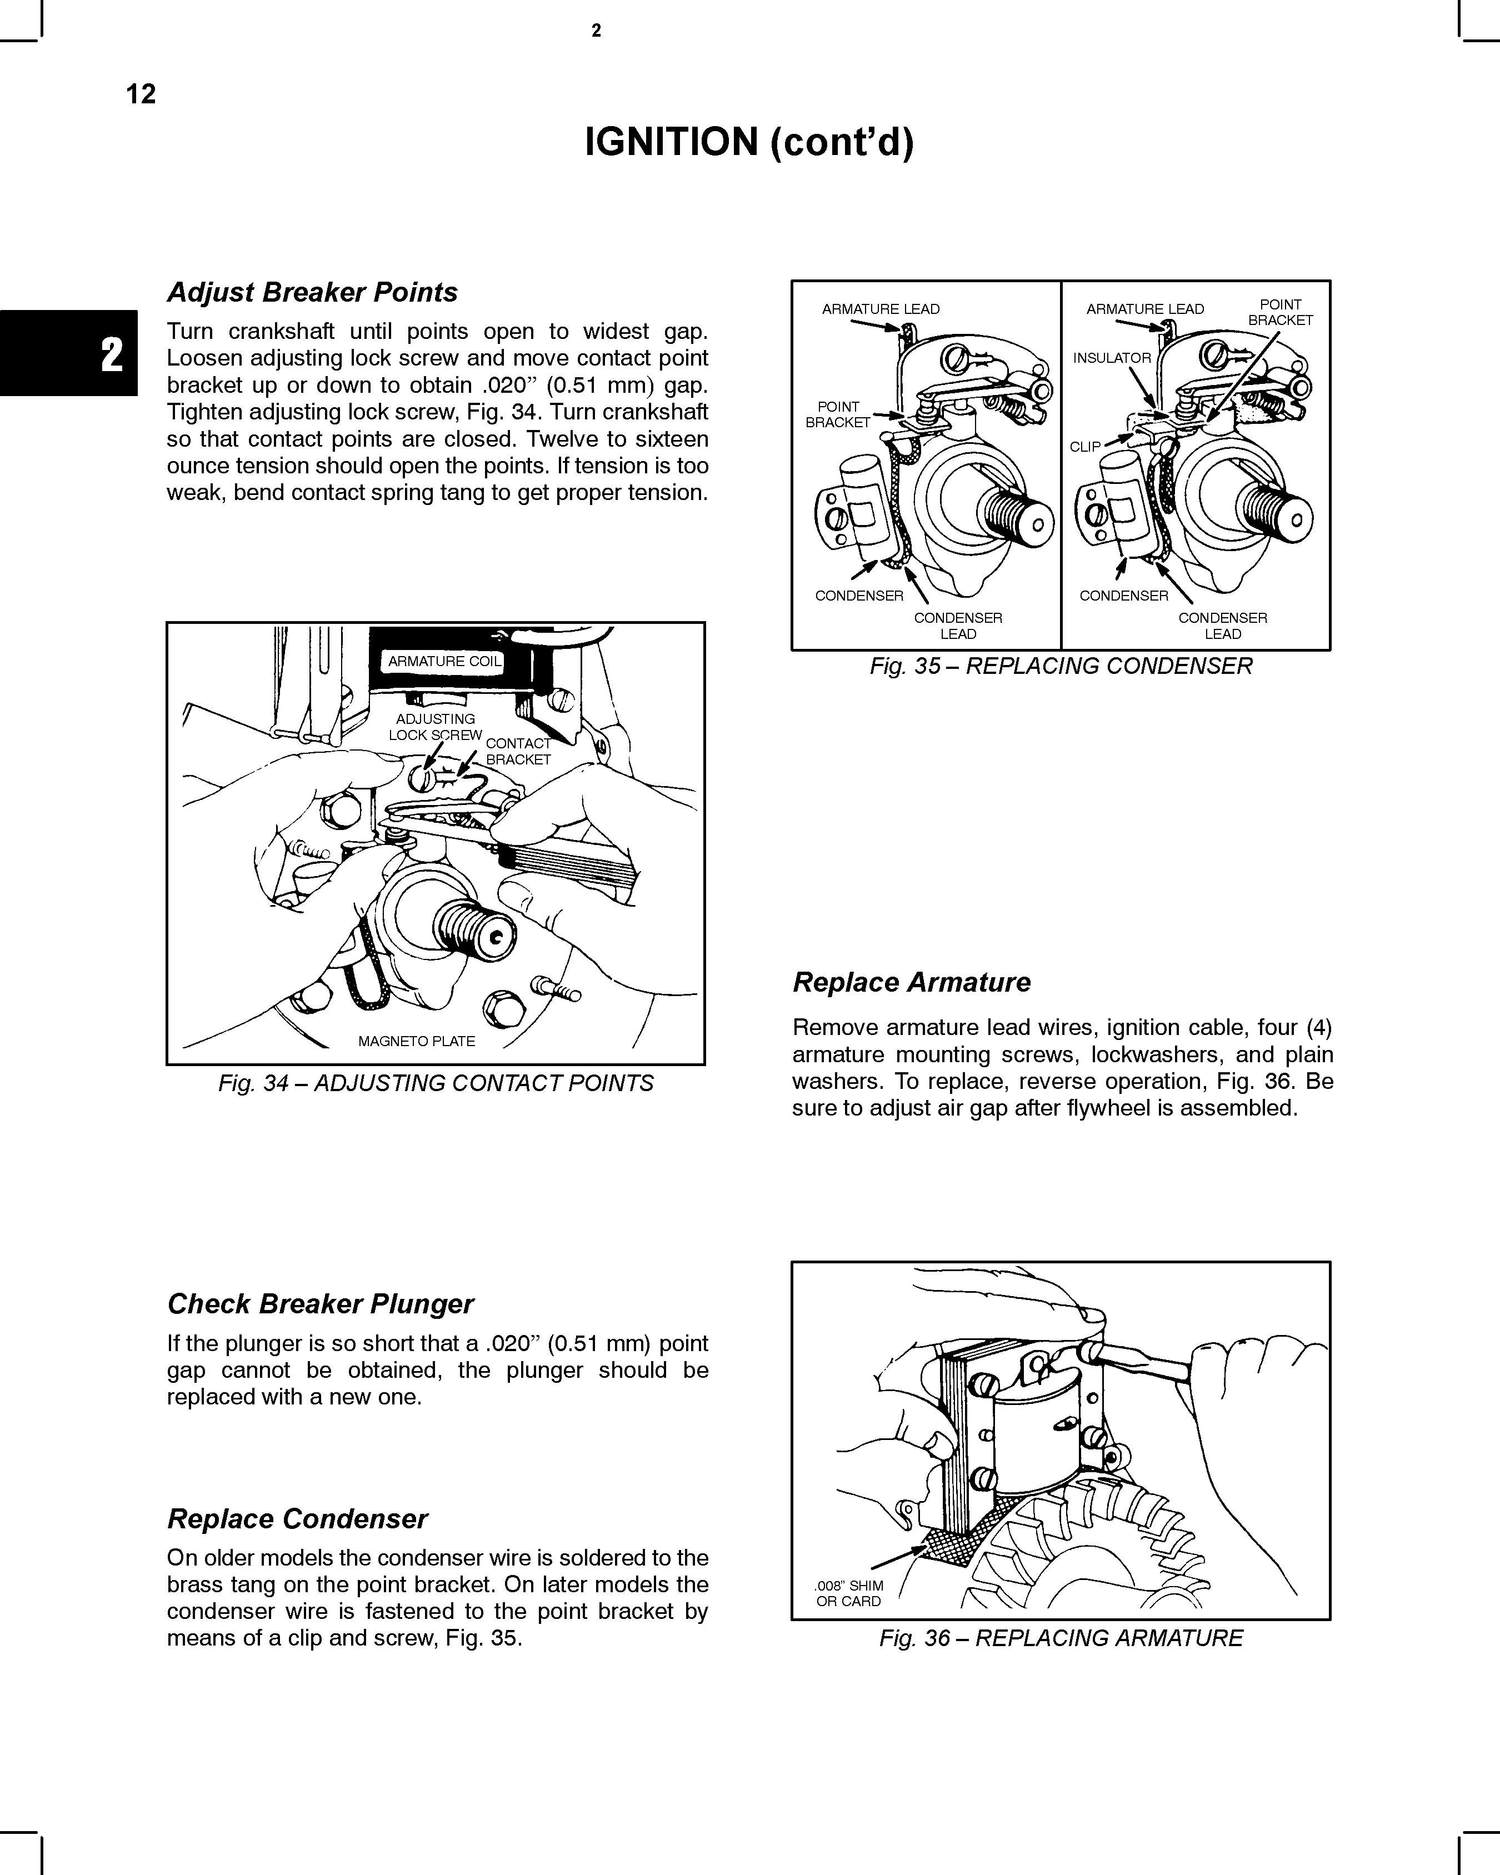 2
12
IGNITION (cont’d)
2
Adjust Breaker Points
Turn crankshaft until points open to widest gap.
Loosen adjusting lock screw and move contact point
bracket up or down to obtain .020” (0.51 mm) gap.
Tighten adjusting lock screw, Fig. 34. Turn crankshaft
so that contact points are closed. Twelve to sixteen
ounce tension should open the points. If tension is too
weak, bend contact spring tang to get proper tension.
ARMATURE COIL
ADJUSTING
LOCK SCREW
CONTACT
BRACKET
MAGNETO PLATE
Fig. 34 – ADJUSTING CONTACT POINTS
Check Breaker Plunger
If the plunger is so short that a .020” (0.51 mm) point
gap cannot be obtained, the plunger should be
replaced with a new one.
Replace Condenser
On older models the condenser wire is soldered to the
brass tang on the point bracket. On later models the
condenser wire is fastened to the point bracket by
means of a clip and screw, Fig. 35.
ARMATURE LEAD
POINT
BRACKET
CONDENSER
CONDENSER
LEAD
ARMATURE LEAD
POINT
BRACKET
INSULATOR
CLIP
CONDENSER
CONDENSER
LEAD
Fig. 35 – REPLACING CONDENSER
Replace Armature
Remove armature lead wires, ignition cable, four (4)
armature mounting screws, lockwashers, and plain
washers. To replace, reverse operation, Fig. 36. Be
sure to adjust air gap after flywheel is assembled.
.008” SHIM
OR CARD
Fig. 36 – REPLACING ARMATURE